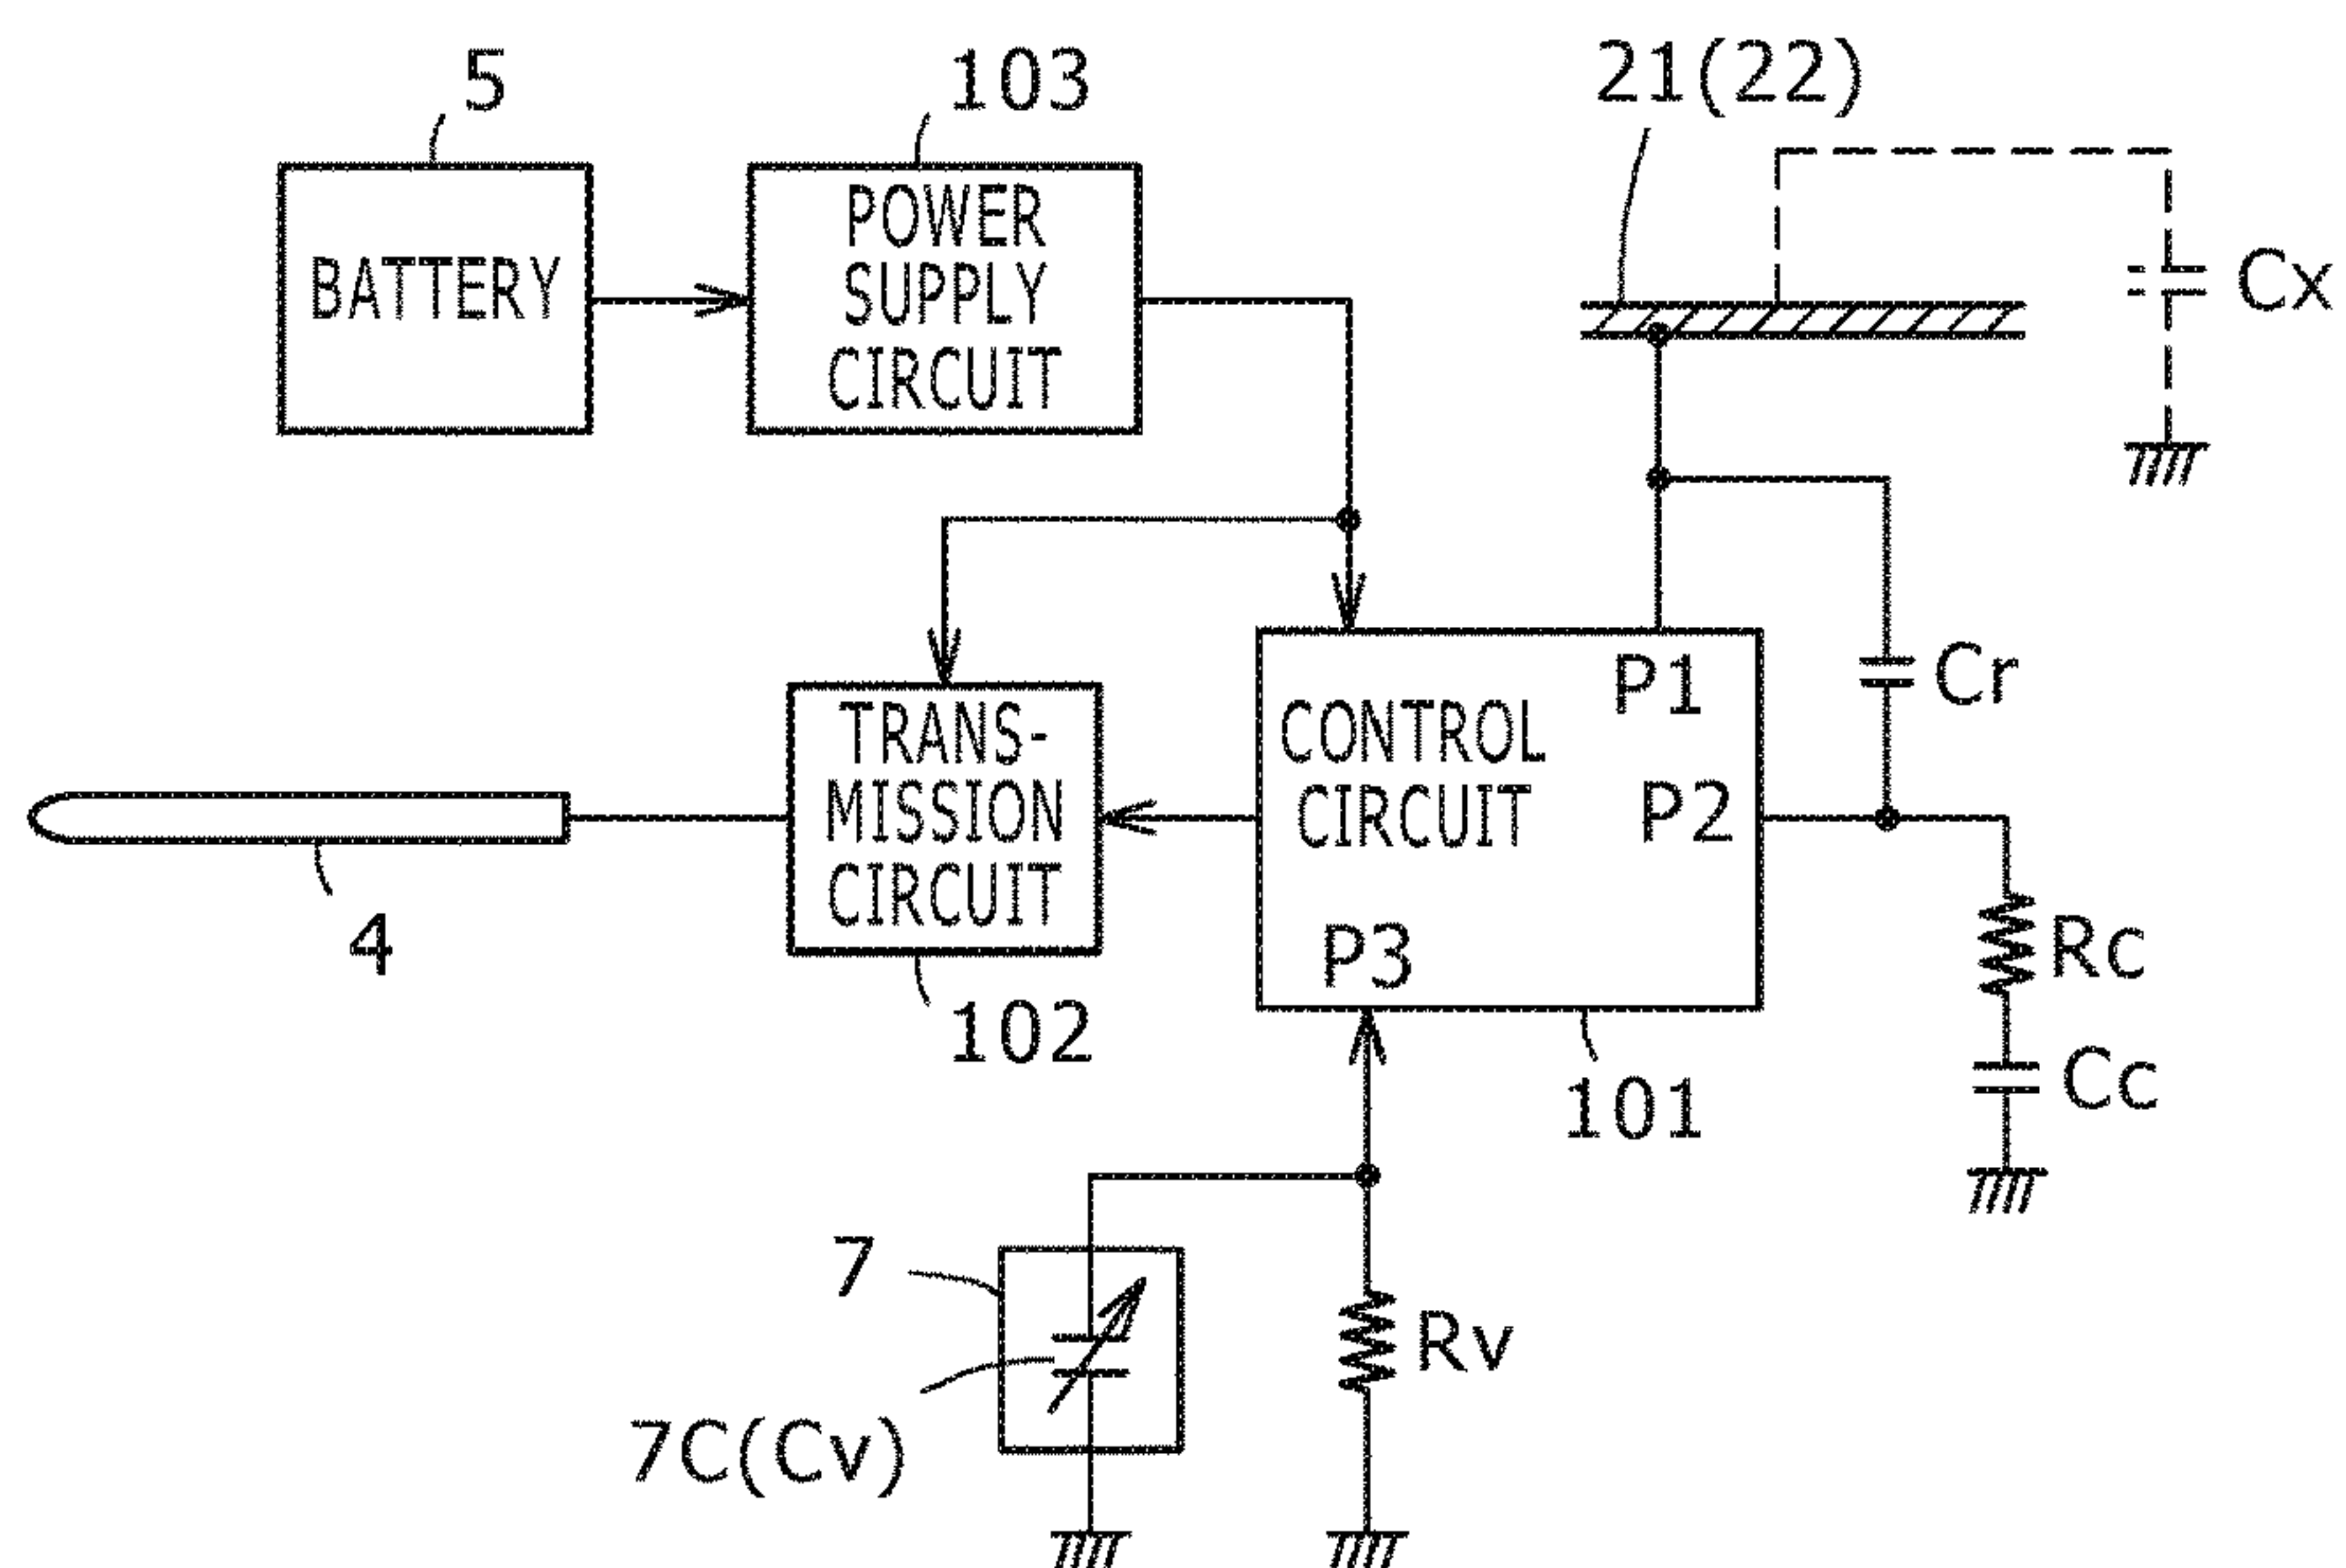 5
103
21(22)
BATTERY
POWER
SUPPLY
CIRCUIT
Cx
P1
Cr
TRANS-
MISSION
CIRCUIT
CONTROL
CIRCUIT
P2
4
P3
Rc
102
101
Cc
7
Rv
7C(Cv)